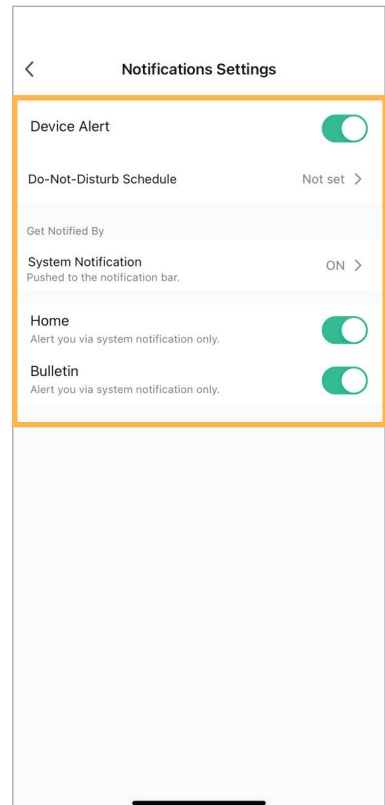 Notifications Settings
Device Alert
Do-Not-Disturb Schedule Not set
Get Notified By
System Notification ON
Pushed to the notification bar.
Home
Alert you via system notification only.
Bulletin
Alert you via system notification only.